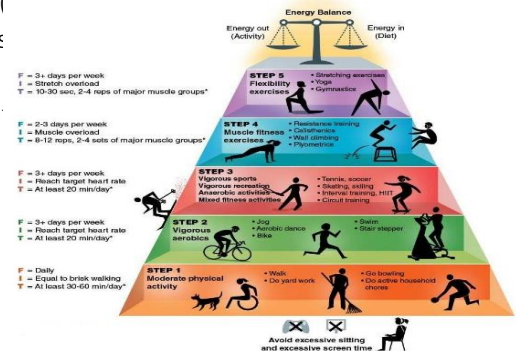 Energy Balance
Energy out
(Activity)
Energy in
(Diet)
F = 3+ days per week
I = Stretch overload
T = 10-30 sec, 2-4 reps of major muscle groups*
STEP 5
Flexibility
exercises
• Stretching exercises
• Yoga
• Gymnastics
F = 2-3 days per week
I = Muscle overload
T = 8-12 reps, 2-4 sets of major muscle groups*
STEP 4
Muscle fitness
exercises
• Resistance training
• Calisthenics
• Wall climbing
• Plyometrics
F = 3+ days per week
I = Reach target heart rate
T = At least 20 min/day*
STEP 3
Vigorous sports
Vigorous recreation
Anaerobic activities
Mixed fitness activities
• Tennis, soccer
• Skating, skiing
• Interval training, HIIT
• Circuit training
F = 3+ days per week
I = Reach target heart rate
T = At least 20 min/day*
STEP 2
Vigorous
aerobics
• Jog
• Aerobic dance
• Bike
• Swim
• Stair stepper
F = Daily
I = Equal to brisk walking
T = At least 30-60 min/day*
STEP 1
Moderate physical
activity
• Walk
• Do yard work
• Go bowling
• Do active household
chores
Avoid excessive sitting
and excessive screen time